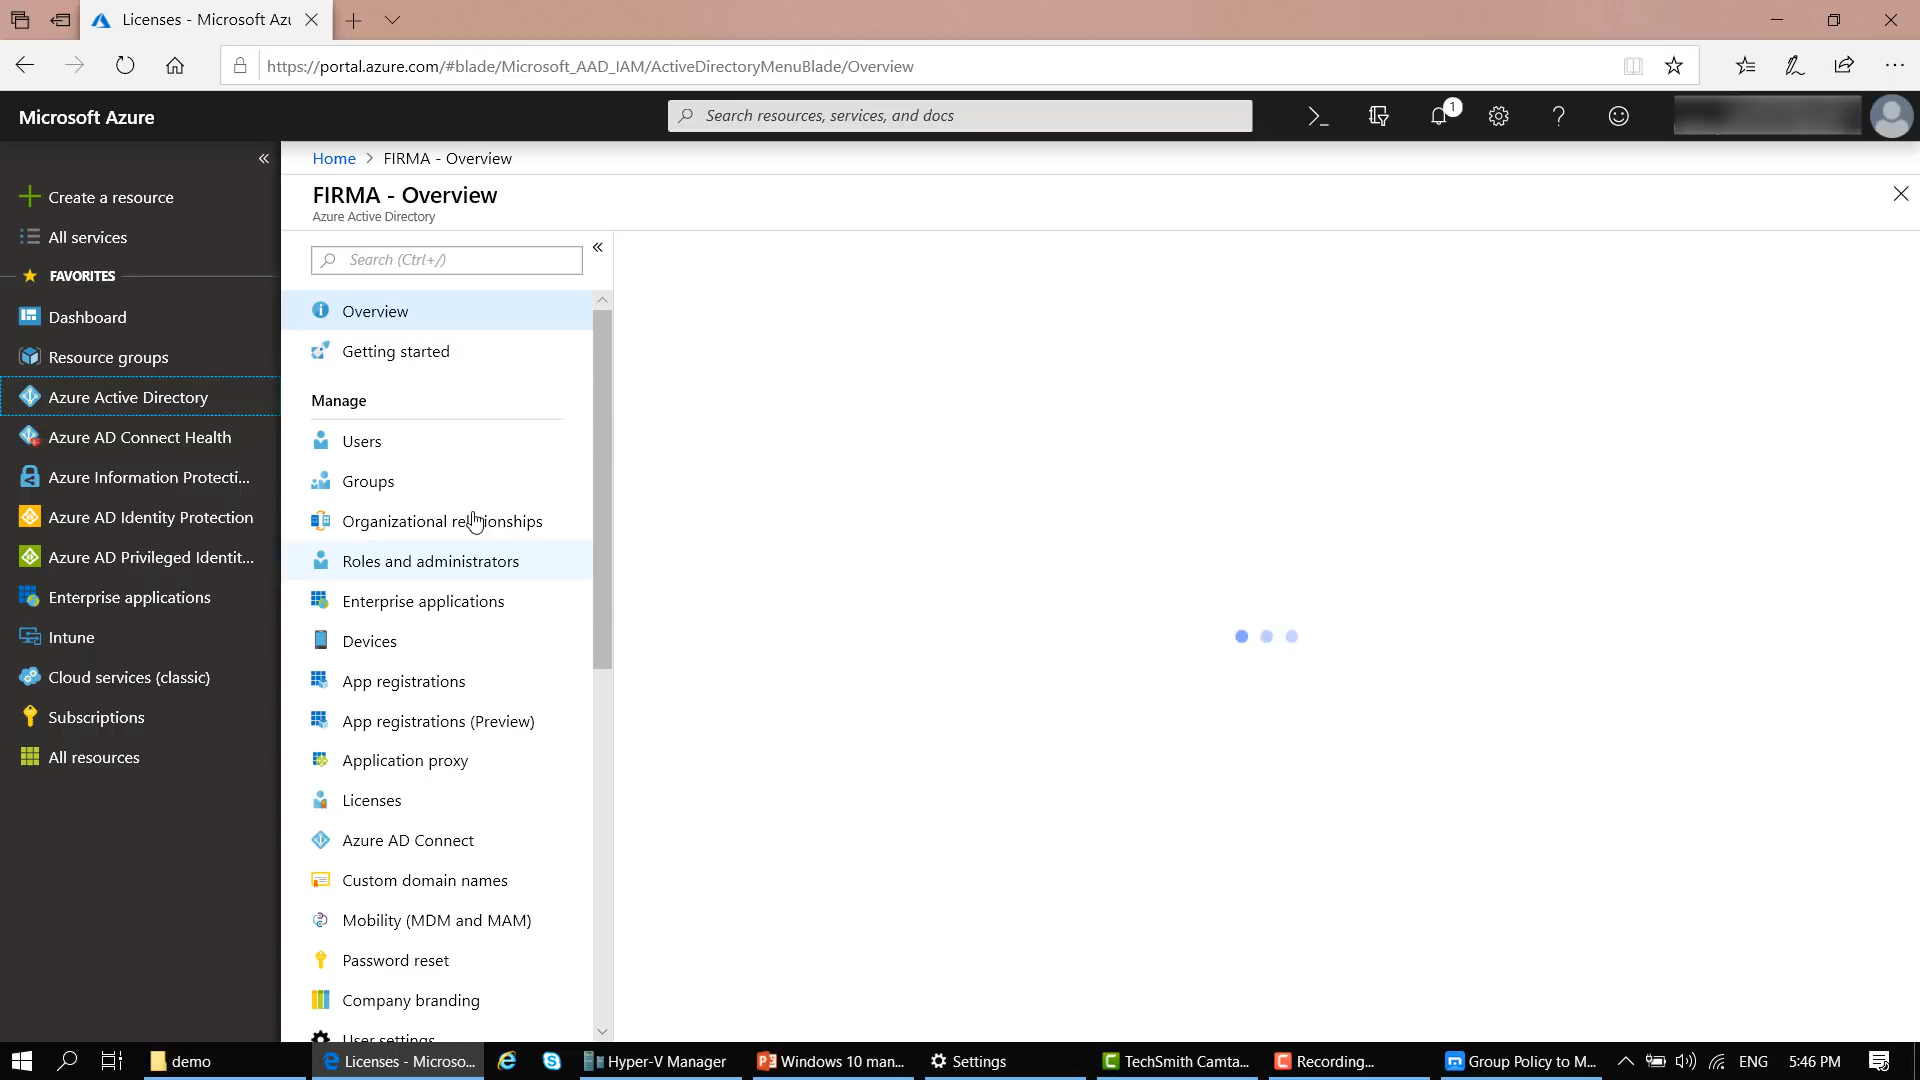 Licenses - Microsoft Azu
https://portal.azure.com/#blade/Microsoft_AAD_IAM/ActiveDirectoryMenuBlade/Overview
Microsoft Azure
Search resources, services, and docs
1
Home > FIRMA - Overview
FIRMA - Overview
Azure Active Directory
Create a resource
All services
FAVORITES
Dashboard
Resource groups
Azure Active Directory
Azure AD Connect Health
Azure Information Protecti...
Azure AD Identity Protection
Azure AD Privileged Identit...
Enterprise applications
Intune
Cloud services (classic)
Subscriptions
All resources
Search (Ctrl+/)
Overview
Getting started
Manage
Users
Groups
Organizational relationships
Roles and administrators
Enterprise applications
Devices
App registrations
App registrations (Preview)
Application proxy
Licenses
Azure AD Connect
Custom domain names
Mobility (MDM and MAM)
Password reset
Company branding
User settings
demo
Licenses - Microso...
Hyper-V Manager
Windows 10 man...
Settings
TechSmith Camta...
Recording...
Group Policy to M...
ENG
5:46 PM